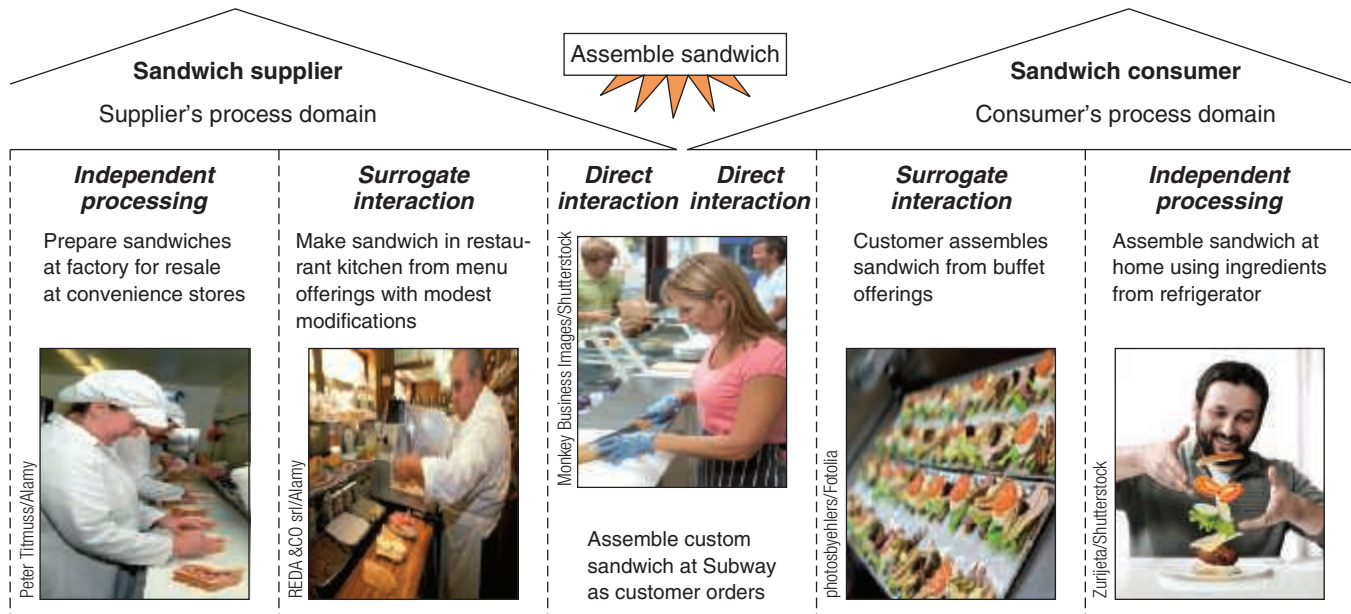 Assemble sandwich
Sandwich supplier
Supplier’s process domain
Sandwich consumer
Consumer’s process domain
Independent
processing
Prepare sandwiches
at factory for resale
at convenience stores
Peter Titmuss/Alamy
Surrogate
interaction
Make sandwich in restau-
rant kitchen from menu
offerings with modest
modifications
REDA &CO srl/Alamy
Direct
interaction
Direct
interaction
Monkey Business Images/Shutterstock
Assemble custom
sandwich at Subway
as customer orders
Surrogate
interaction
Customer assembles
sandwich from buffet
offerings
photosbyehlers/Fotolia
Independent
processing
Assemble sandwich at
home using ingredients
from refrigerator
Zurijeta/Shutterstock